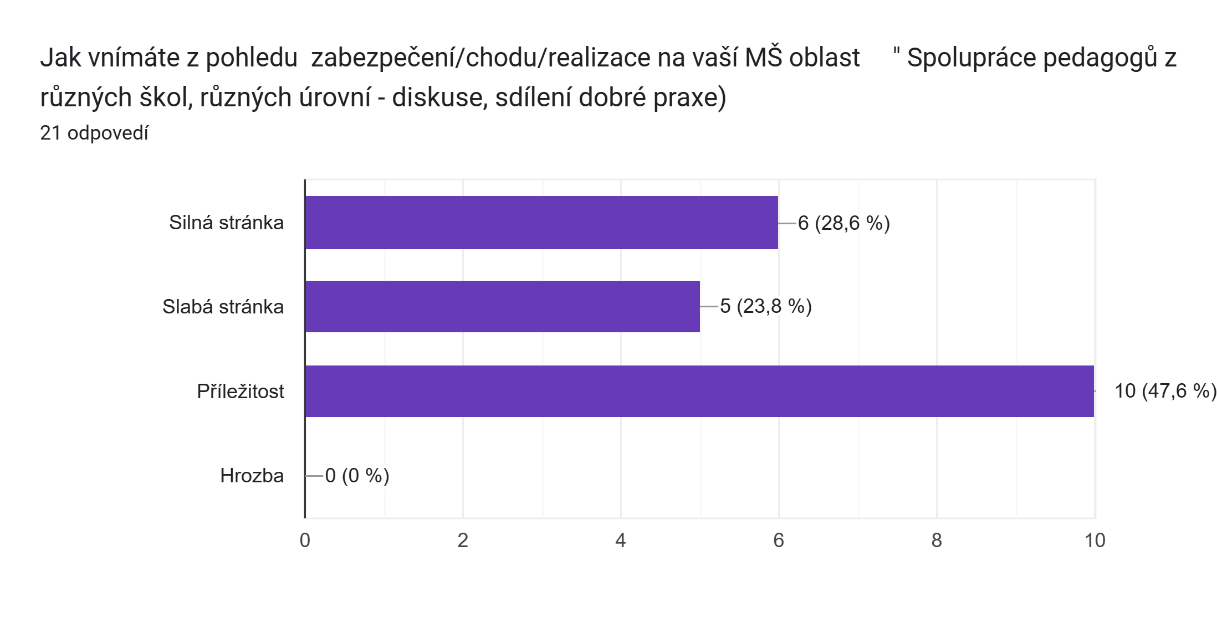 Jak vnímáte z pohledu  zabezpečení/chodu/realizace na vaší MŠ oblast    " Spolupráce pedagogů z
různých škol, různých úrovní - diskuse, sdílení dobré praxe)
21 odpovedí
Silná stránka 6 (28,6 %)
Slabá stránka 5 (23,8 %)
Příležitost 10 (47,6 %)
Hrozba 0 (0 %)
0 2 4 6 8 10